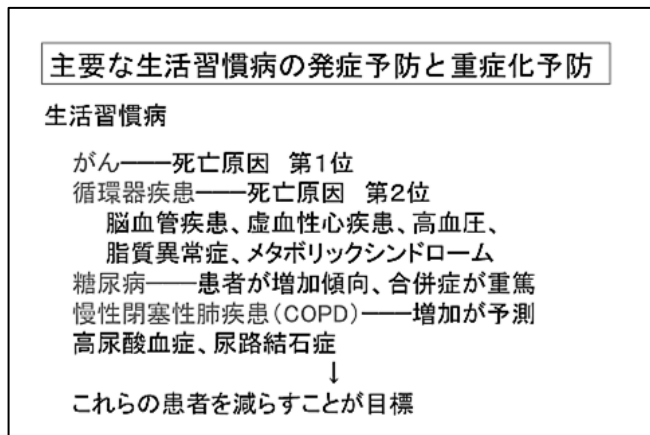 主要な生活習慣病の発症予防と重症化予防
生活習慣病
がん――死亡原因　第1位
循環器疾患――死亡原因　第2位
脳血管疾患、虚血性心疾患、高血圧、
脂質異常症、メタボリックシンドローム
糖尿病――患者が増加傾向、合併症が重篤
慢性閉塞性肺疾患(COPD)――増加が予測
高尿酸血症、尿路結石症
↓
これらの患者を減らすことが目標